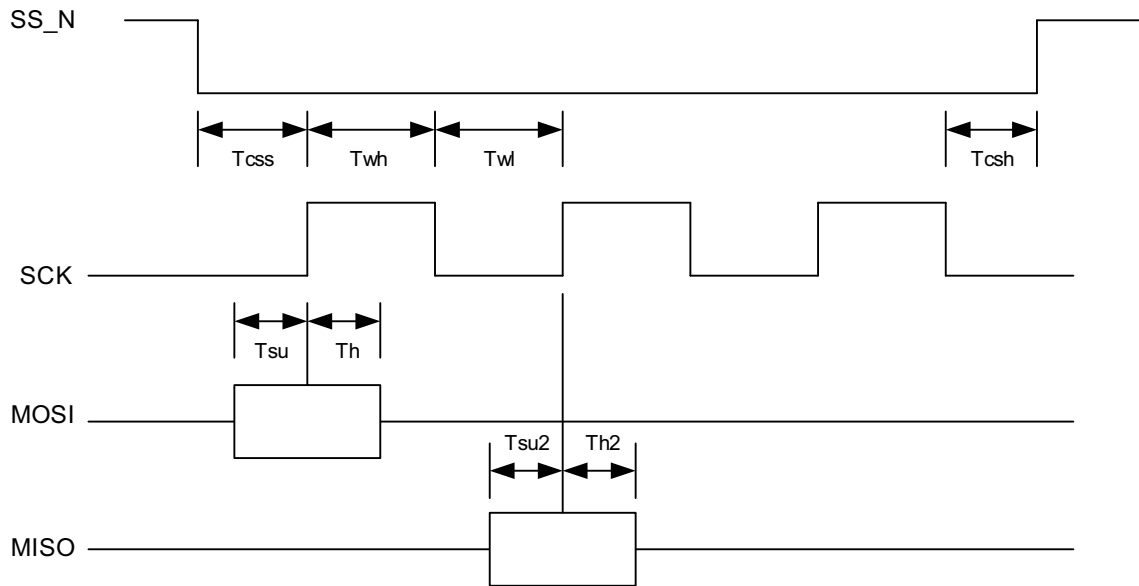 SS_N
Tcss Twh Twl Tcsh
SCK
Tsu Th
MOSI
Tsu2 Th2
MISO